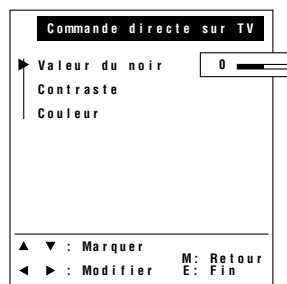 Commande directe sur TV
Valeur du noir 0
Contraste
Couleur
▲ ▼ : Marquer
◄ ► : Modifier
M: Retour
E: Fin